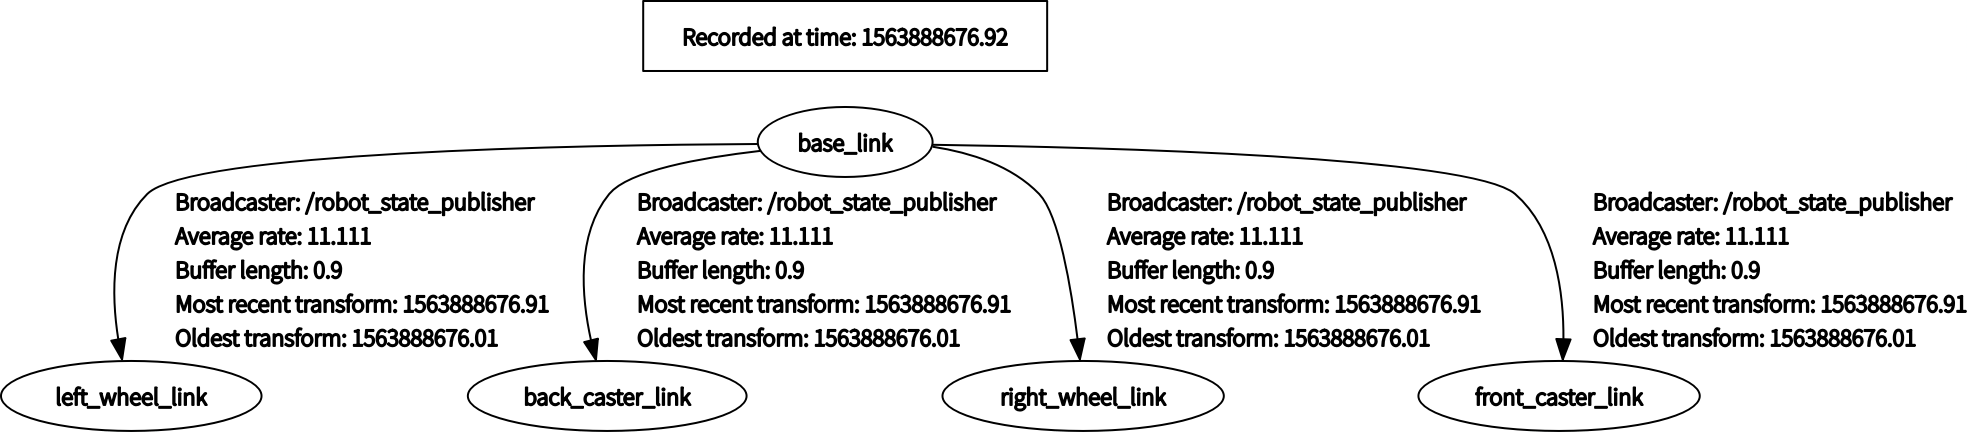 Recorded at time: 1563888676.92
base_link
Broadcaster: /robot_state_publisher
Average rate: 11.111
Buffer length: 0.9
Most recent transform: 1563888676.91
Oldest transform: 1563888676.01
Broadcaster: /robot_state_publisher
Average rate: 11.111
Buffer length: 0.9
Most recent transform: 1563888676.91
Oldest transform: 1563888676.01
Broadcaster: /robot_state_publisher
Average rate: 11.111
Buffer length: 0.9
Most recent transform: 1563888676.91
Oldest transform: 1563888676.01
Broadcaster: /robot_state_publisher
Average rate: 11.111
Buffer length: 0.9
Most recent transform: 1563888676.91
Oldest transform: 1563888676.01
left_wheel_link
back_caster_link
right_wheel_link
front_caster_link